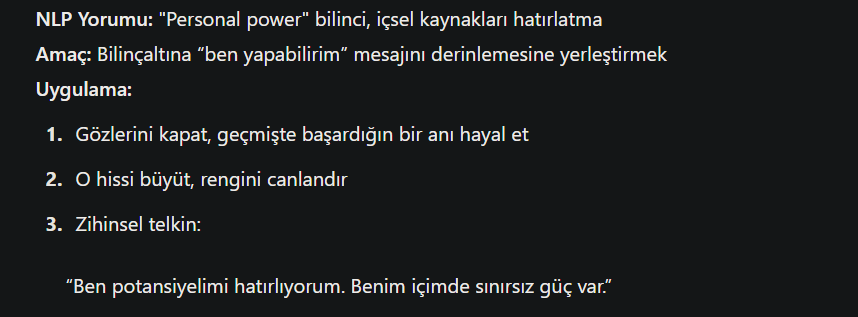 NLP Yorumu: "Personal power" bilinci, içsel kaynakları hatırlatma
Amaç: Bilinçaltına “ben yapabilirim” mesajını derinlemesine yerleştirmek
Uygulama:
1. Gözlerini kapat, geçmişte başardığın bir anı hayal et
2. O hissi büyüt, rengini canlandır
3. Zihinsel telkin:
“Ben potansiyelimi hatırlıyorum. Benim içimde sınırsız güç var.”